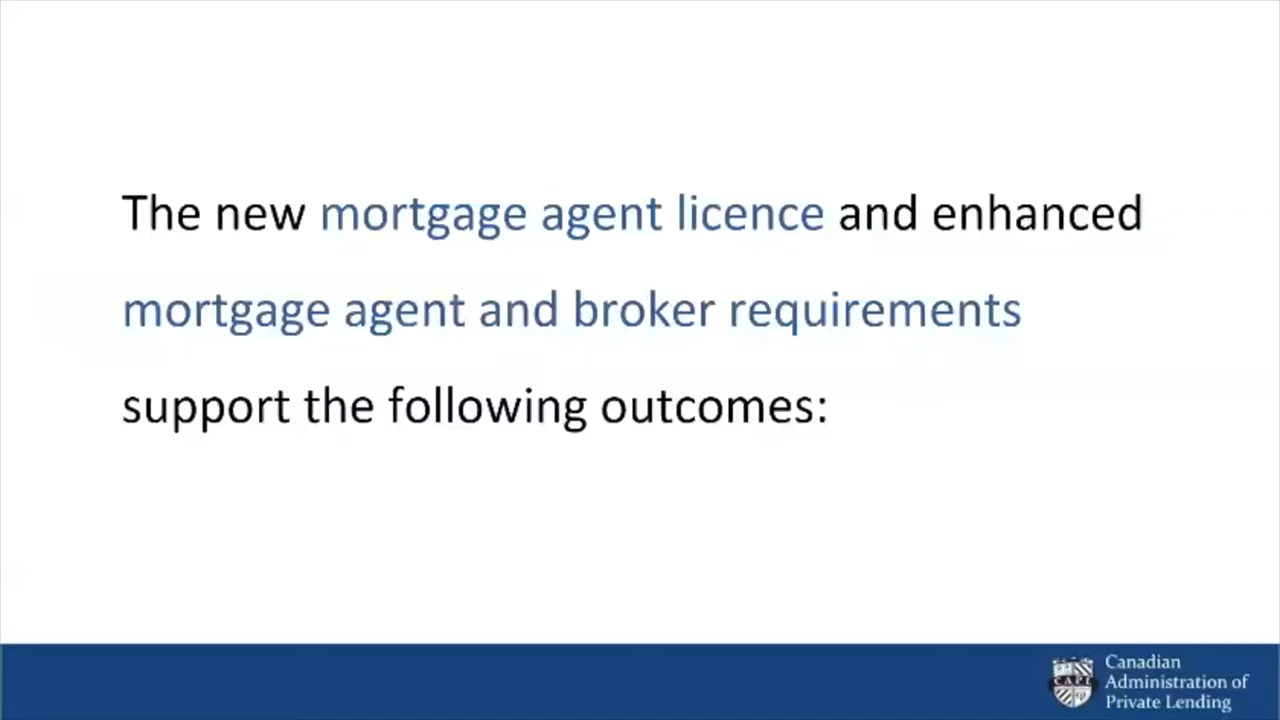 The new mortgage agent licence and enhanced
mortgage agent and broker requirements
support the following outcomes:
CAPL
Canadian
Administration of
Private Lending